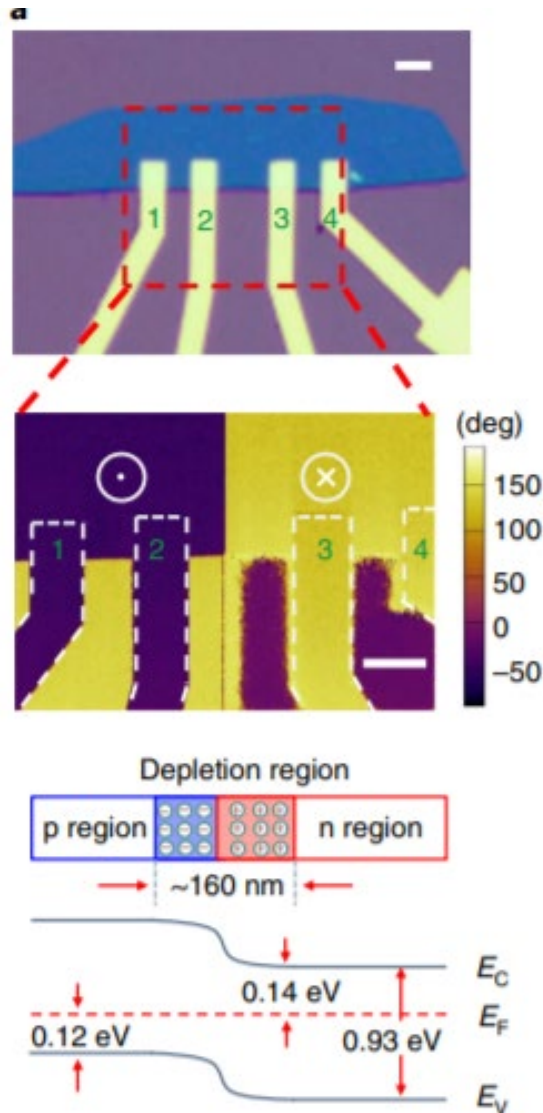 a
1 2 3 4
(deg)
150
100
50
0
−50
1 2 3 4
Depletion region
p region n region
~160 nm
0.14 eV
0.12 eV
0.93 eV
E_C
E_F
E_V